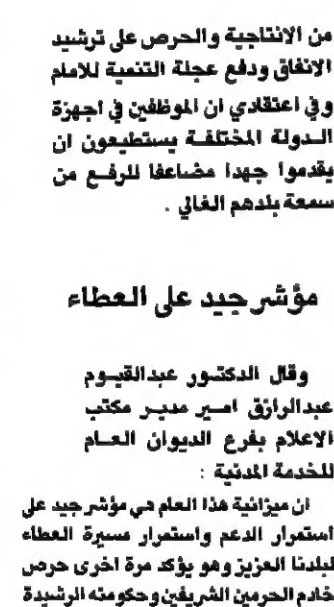 من الانتاجية والحرص على ترشيد
الانفاق ودفع عجلة التنمية للامام
وفي اعتقادي ان الموظفين في اجهزة
الدولة المختلفة يستطيعون ان
يقدموا جهدا مضاعفا للرفع من
سمعة بلدهم الغالي .
مؤشر جيد على العطاء
وقال الدكتور عبدالقيوم
عبدالرازق امير مدير مكتب
الاعلام بفرع الديوان العام
للخدمة المدنية :
ان ميزانية هذا العام هي مؤشر جيد على
استمرار الدعم واستمرار مسيرة العطاء
لبلدنا العزيز وهو يؤكد مرة اخرى حرص
خادم الحرمين الشريفين وحكومته الرشيدة